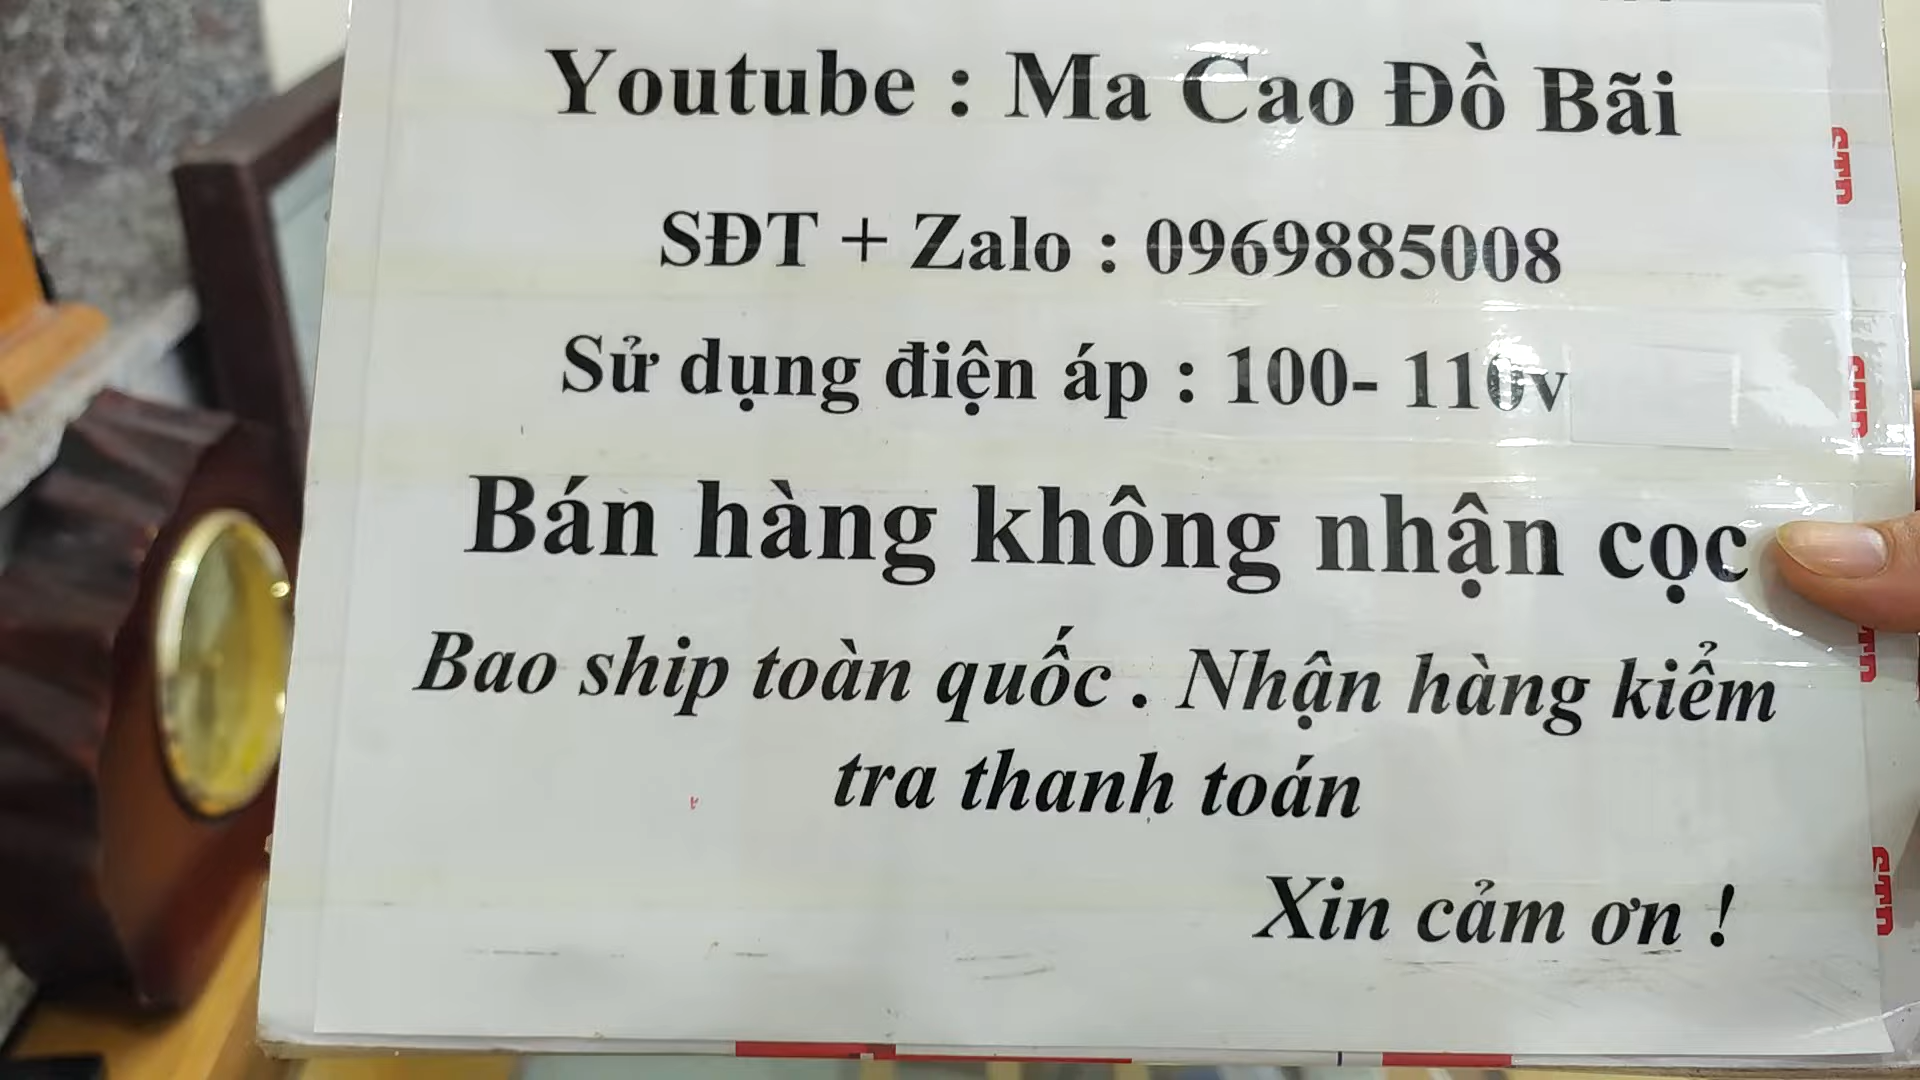 Youtube : Ma Cao Đồ Bãi
SĐT + Zalo : 0969885008
Sử dụng điện áp : 100- 110v
Bán hàng không nhận cọc
Bao ship toàn quốc . Nhận hàng kiểm
tra thanh toán
Xin cảm ơn !